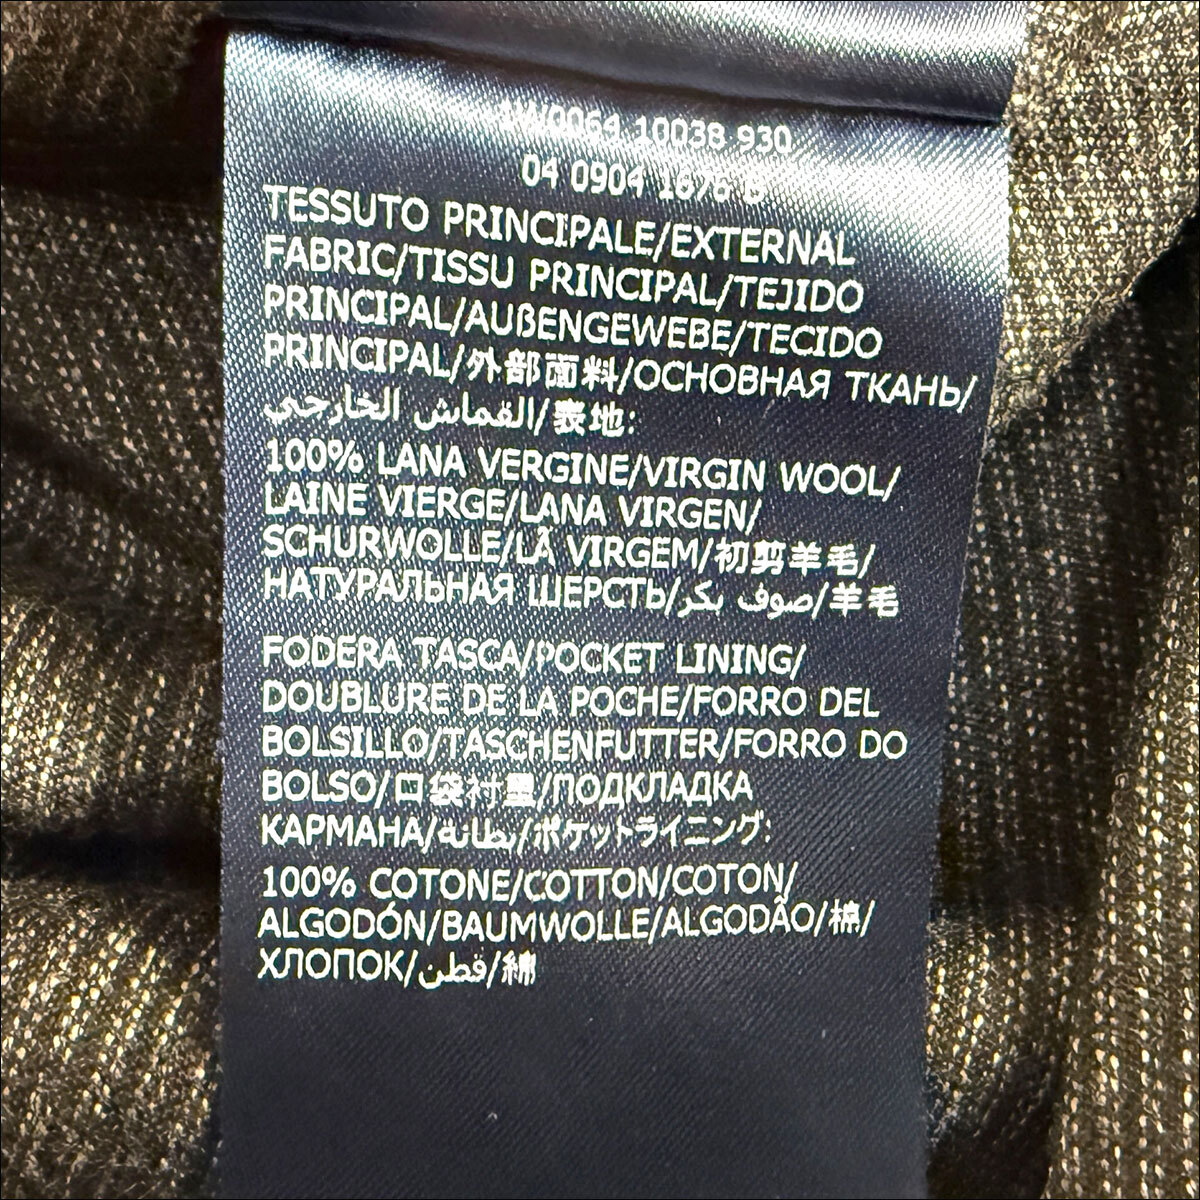 10038 930
04 0904
TESSUTO PRINCIPALE/EXTERNAL
FABRIC/TISSU PRINCIPAL/TEJIDO
PRINCIPAL/AUßENGEWEBE/TECIDO
PRINCIPAL/外部面料/ОСНОВНАЯ ТКАНЬ/
القماش الخارجي/表地:
100% LANA VERGINE/VIRGIN WOOL/
LAINE VIERGE/LANA VIRGEN/
SCHURWOLLE/LÃ VIRGEM/初剪羊毛/
НАТУРАЛЬНАЯ ШЕРСТЬ/صوف بكر/羊毛
FODERA TASCA/POCKET LINING/
DOUBLURE DE LA POCHE/FORRO DEL
BOLSILLO/TASCHENFUTTER/FORRO DO
BOLSO/口袋衬里/ПОДКЛАДКА
КАРМАНА/بطانه/ポケットライニング:
100% COTONE/COTTON/COTON/
ALGODÓN/BAUMWOLLE/ALGODÃO/棉/
ХЛОПОК/قطن/綿